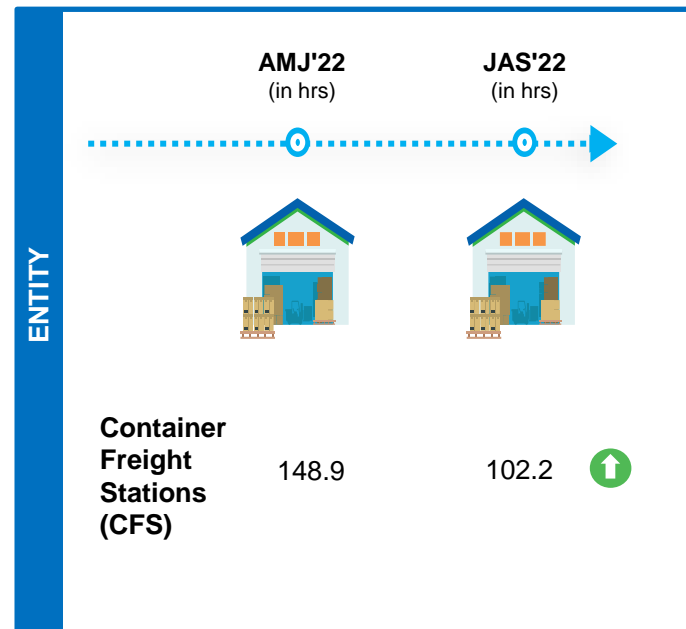 AMJ'22
(in hrs)
JAS'22
(in hrs)
ENTITY
Container
Freight
Stations
(CFS)
148.9
102.2